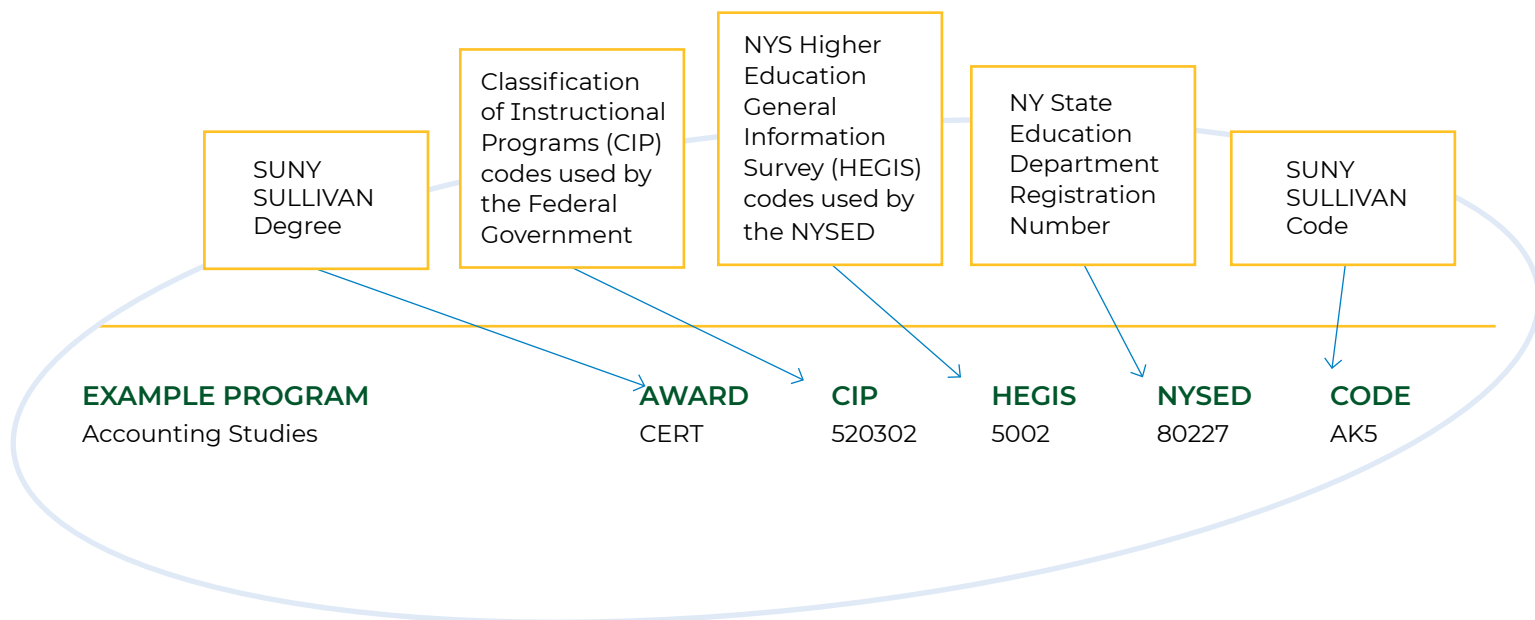 SUNY
SULLIVAN
Degree
Classification
of Instructional
Programs (CIP)
codes used by
the Federal
Government
NYS Higher
Education
General
Information
Survey (HEGIS)
codes used by
the NYSED
NY State
Education
Department
Registration
Number
SUNY
SULLIVAN
Code
EXAMPLE PROGRAM AWARD CIP HEGIS NYSED CODE
Accounting Studies CERT 520302 5002 80227 AK5